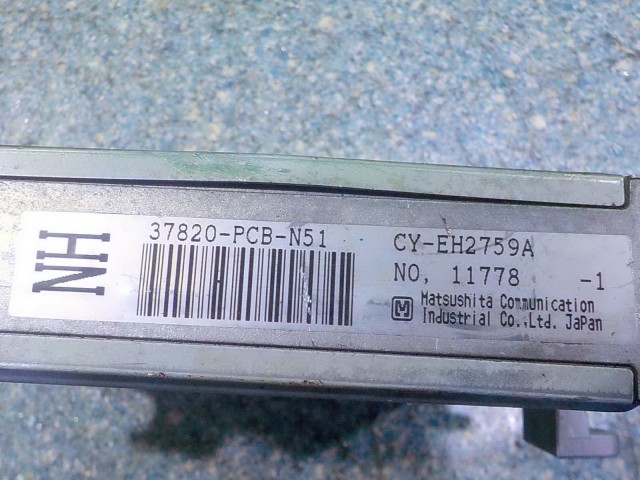 NH
37820-PCB-N51
CY-EH2759A
NO, 11778 -1
M Matsushita Communication
Industrial Co.,Ltd. JaPan